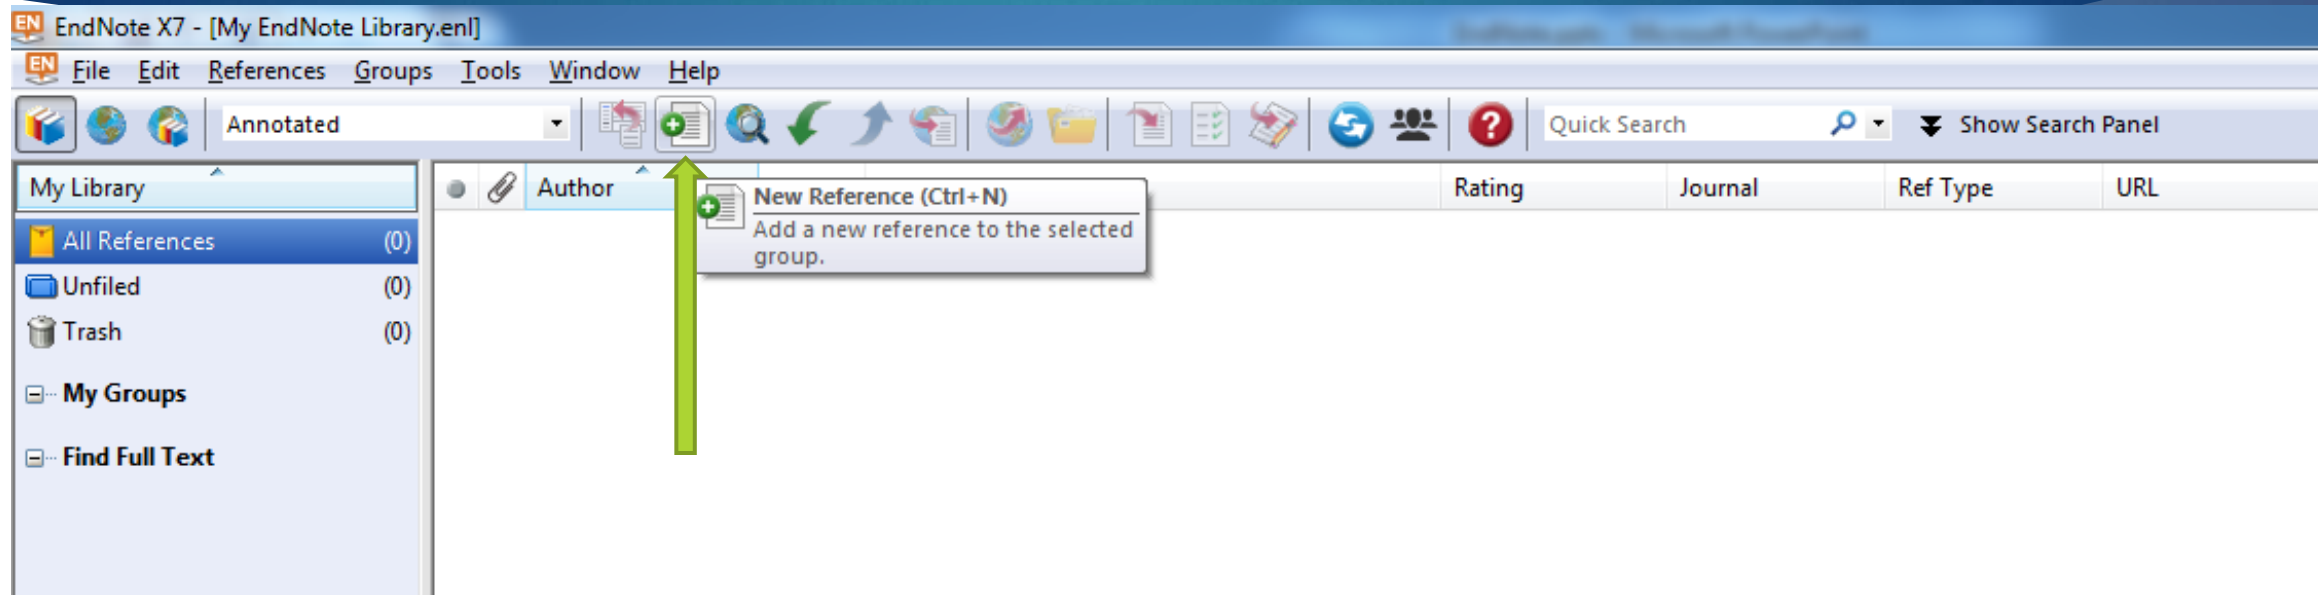 EN EndNote X7 - [My EndNote Library.enl]
EN File Edit References Groups Tools Window Help
Annotated Quick Search Show Search Panel
My Library Author Rating Journal Ref Type URL
New Reference (Ctrl+N)
Add a new reference to the selected
group.
All References (0)
Unfiled (0)
Trash (0)
My Groups
Find Full Text